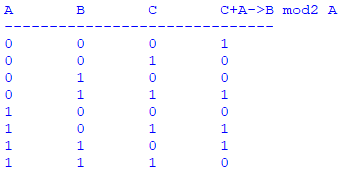 A B C C+A->B mod2 A
------------------------------
0 0 0 1
0 0 1 0
0 1 0 0
0 1 1 1
1 0 0 0
1 0 1 1
1 1 0 1
1 1 1 0